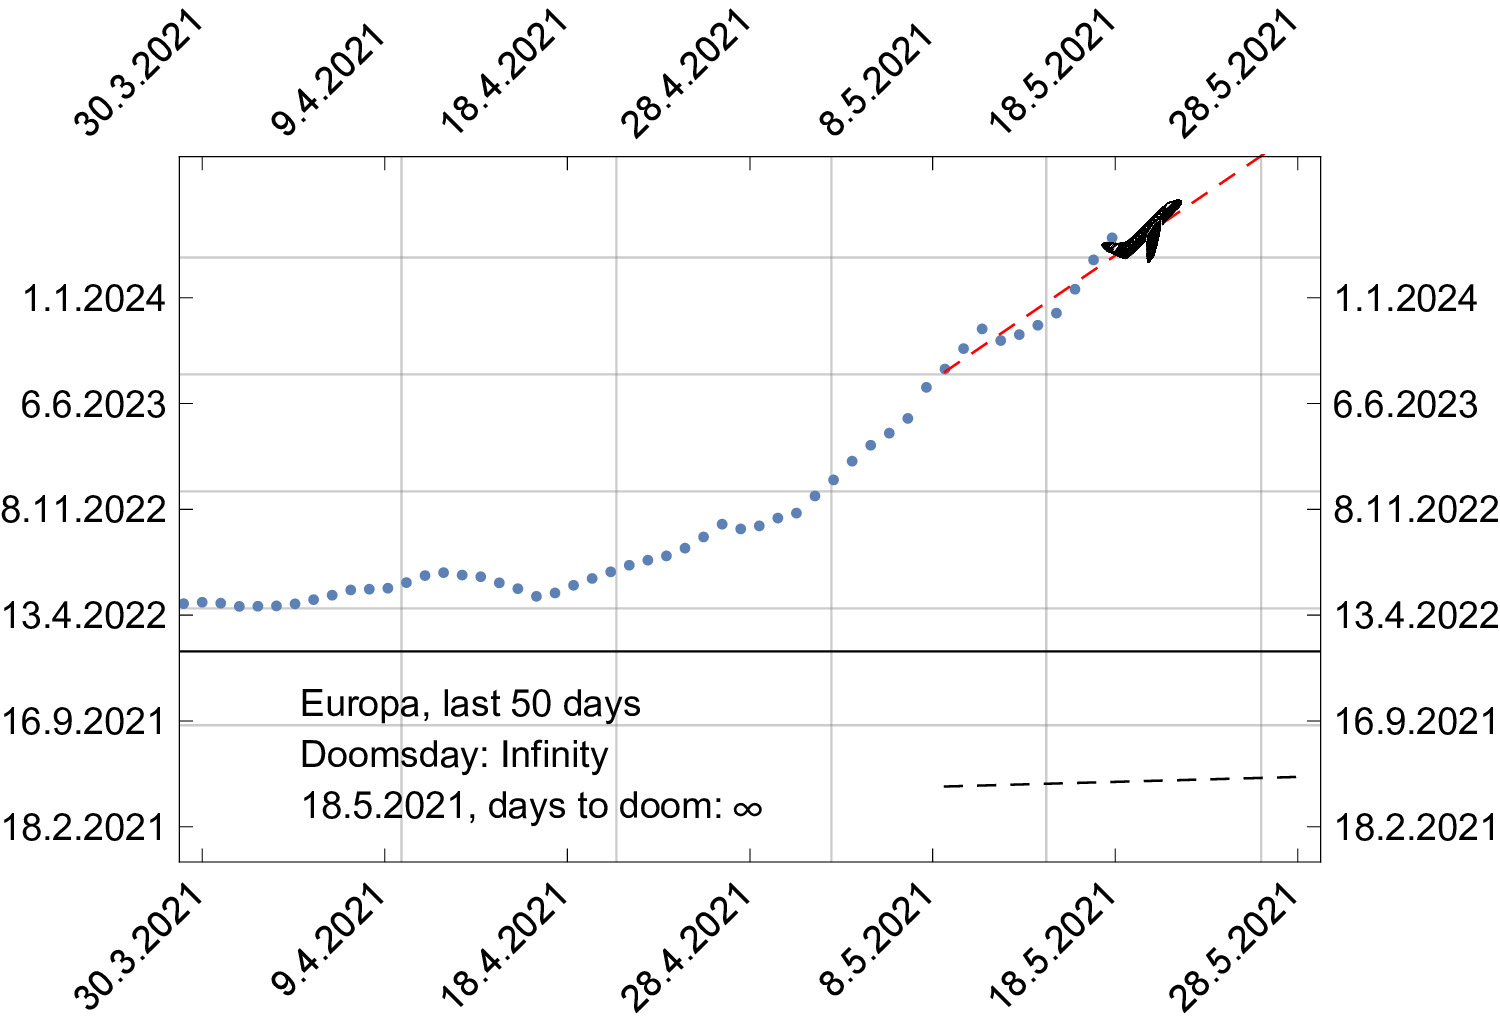 30.3.2021 9.4.2021 18.4.2021 28.4.2021 8.5.2021 18.5.2021 28.5.2021
1.1.2024 1.1.2024
6.6.2023 6.6.2023
8.11.2022 8.11.2022
13.4.2022 13.4.2022
Europa, last 50 days
16.9.2021 16.9.2021
Doomsday: Infinity
18.5.2021, days to doom: ∞
18.2.2021 18.2.2021
30.3.2021 9.4.2021 18.4.2021 28.4.2021 8.5.2021 18.5.2021 28.5.2021